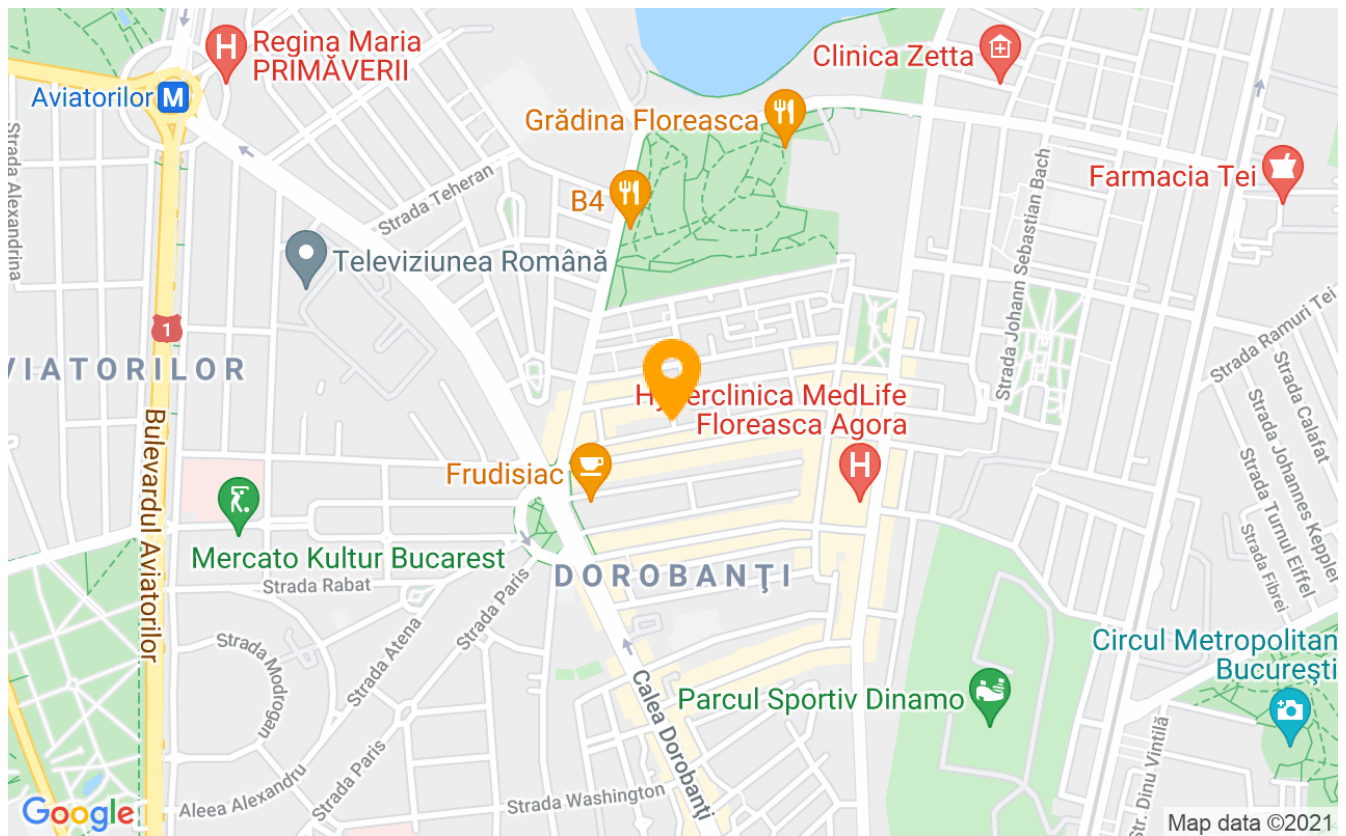 H
Regina Maria
PRIMĂVERII
Clinica Zetta
Aviatorilor
M
Grădina Floreasca
Strada Alexandrina
Strada Teheran
B4
Farmacia Tei
Strada Johann Sebastian Bach
Televiziunea Română
1
VIATORILOR
Strada Ramuri Tei
Strada Calafat
Strada Johannes Keppler
Strada Turnul Eiffel
Strada Fibrei
MedLife
Floreasca Agora
H
Bulevardul Aviatorilor
Frudisiac
Mercato Kultur Bucarest
DOROBANŢI
Strada Rabat
Strada Paris
Strada Atena
Strada Modrogan
Circul Metropolitan
Bucureşti
Parcul Sportiv Dinamo
Calea Dorobanţi
Strada Paris
Aleea Alexandru
Strada Washington
Str. Dinu Vintilă
Google
Map data ©2021